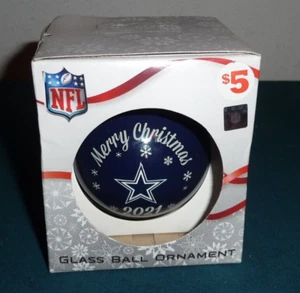 NFL
$5
Merry Christmas
2021
GLASS BALL ORNAMENT